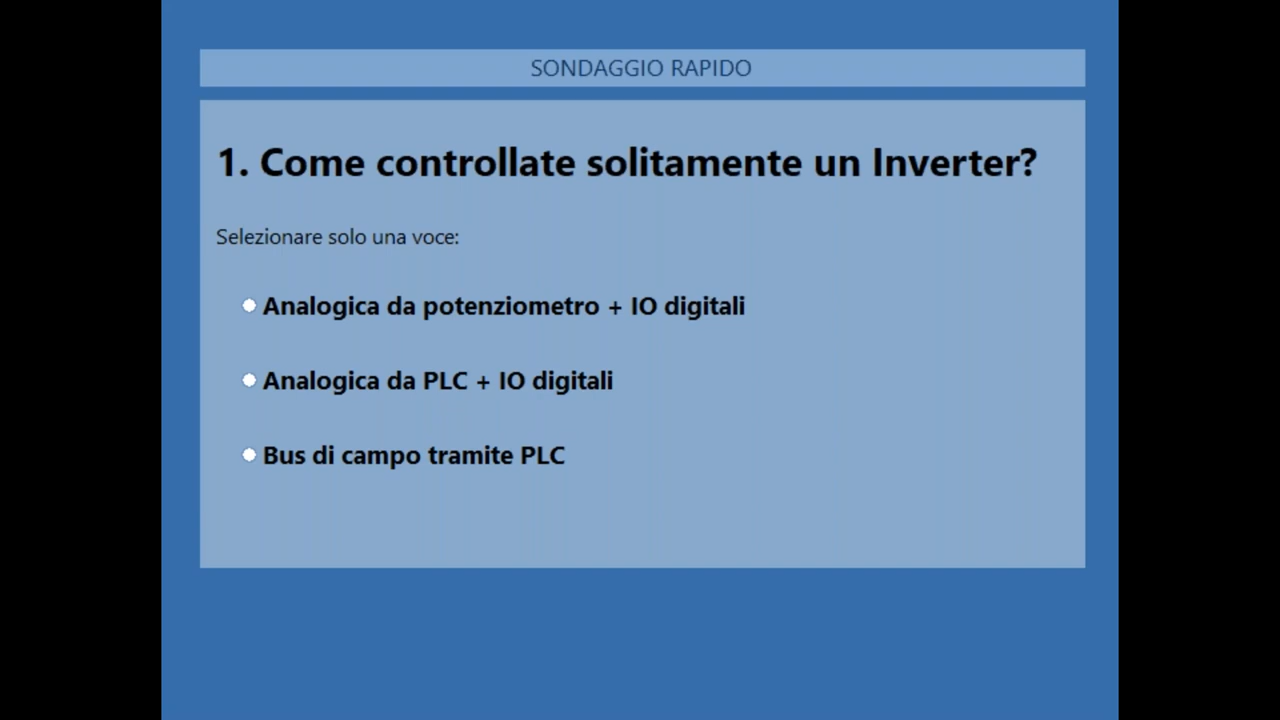 SONDAGGIO RAPIDO
1. Come controllate solitamente un Inverter?
Selezionare solo una voce:
Analogica da potenziometro + IO digitali
Analogica da PLC + IO digitali
Bus di campo tramite PLC